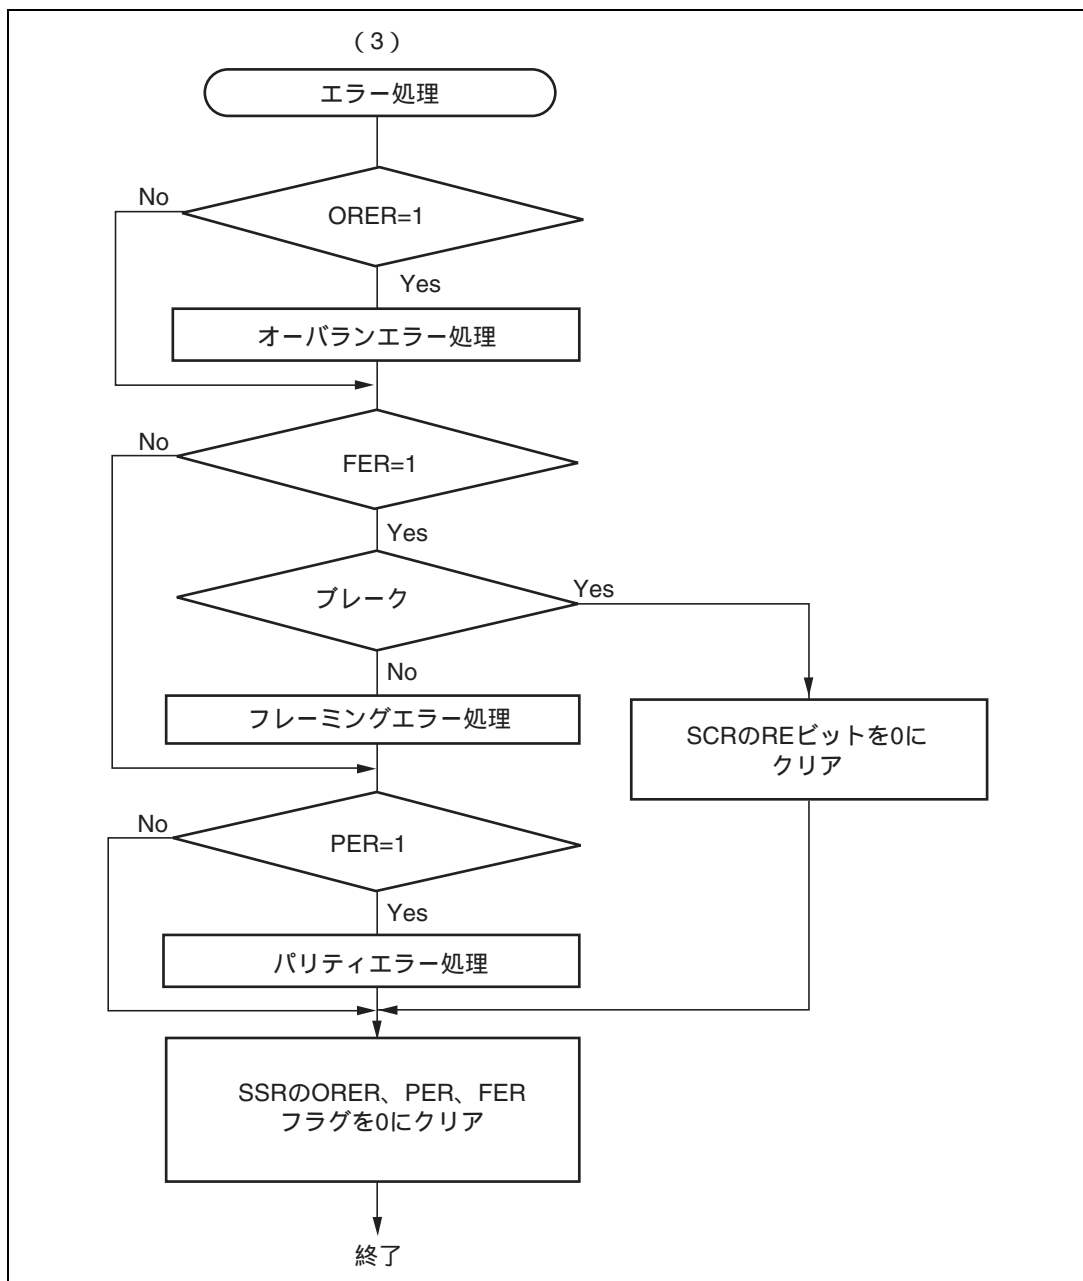 （3）
エラー処理
No
ORER=1
Yes
オーバランエラー処理
No
FER=1
Yes
ブレーク
Yes
No
フレーミングエラー処理
SCRのREビットを0に
クリア
No
PER=1
Yes
パリティエラー処理
SSRのORER、PER、FER
フラグを0にクリア
終了